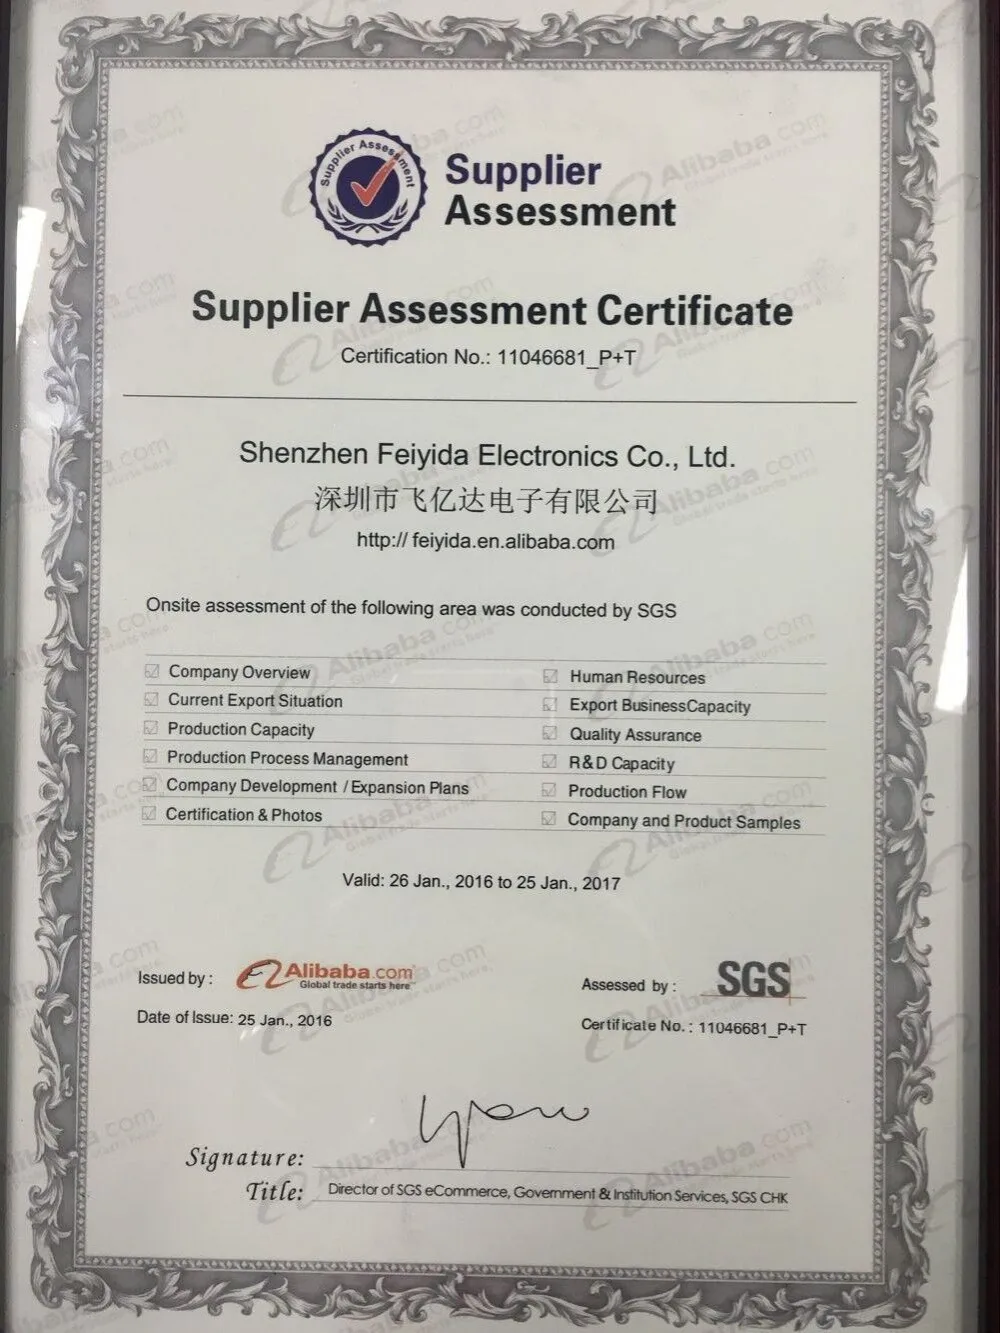 Supplier Assessment
Supplier
Assessment
Supplier Assessment Certificate
Certification No.: 11046681_P+T
Shenzhen Feiyida Electronics Co., Ltd.
深圳市飞亿达电子有限公司
http:// feiyida.en.alibaba.com
Onsite assessment of the following area was conducted by SGS
Company Overview
Human Resources
Current Export Situation
Export BusinessCapacity
Production Capacity
Quality Assurance
Production Process Management
R&D Capacity
Company Development / Expansion Plans
Production Flow
Certification & Photos
Company and Product Samples
Valid: 26 Jan., 2016 to 25 Jan., 2017
Issued by : Alibaba.com
Global trade starts here
Assessed by : SGS
Date of Issue: 25 Jan., 2016
Certificate No. : 11046681_P+T
Signature:
Title: Director of SGS eCommerce, Government & Institution Services, SGS CHK